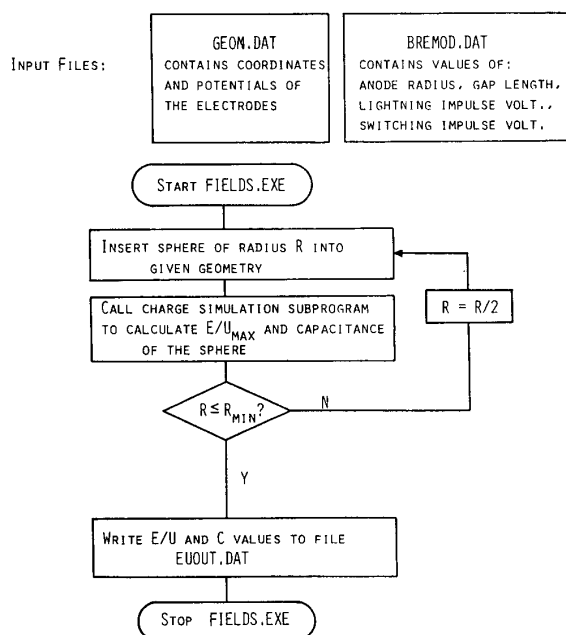 INPUT FILES:
GEOM.DAT
CONTAINS COORDINATES
AND POTENTIALS OF
THE ELECTRODES
BREMOD.DAT
CONTAINS VALUES OF:
ANODE RADIUS, GAP LENGTH,
LIGHTNING IMPULSE VOLT.,
SWITCHING IMPULSE VOLT.
START FIELDS.EXE
INSERT SPHERE OF RADIUS R INTO
GIVEN GEOMETRY
R = R/2
CALL CHARGE SIMULATION SUBPROGRAM
TO CALCULATE E/U_MAX AND CAPACITANCE
OF THE SPHERE
R ≤ R_MIN?
N
Y
WRITE E/U AND C VALUES TO FILE
EUOUT.DAT
STOP FIELDS.EXE